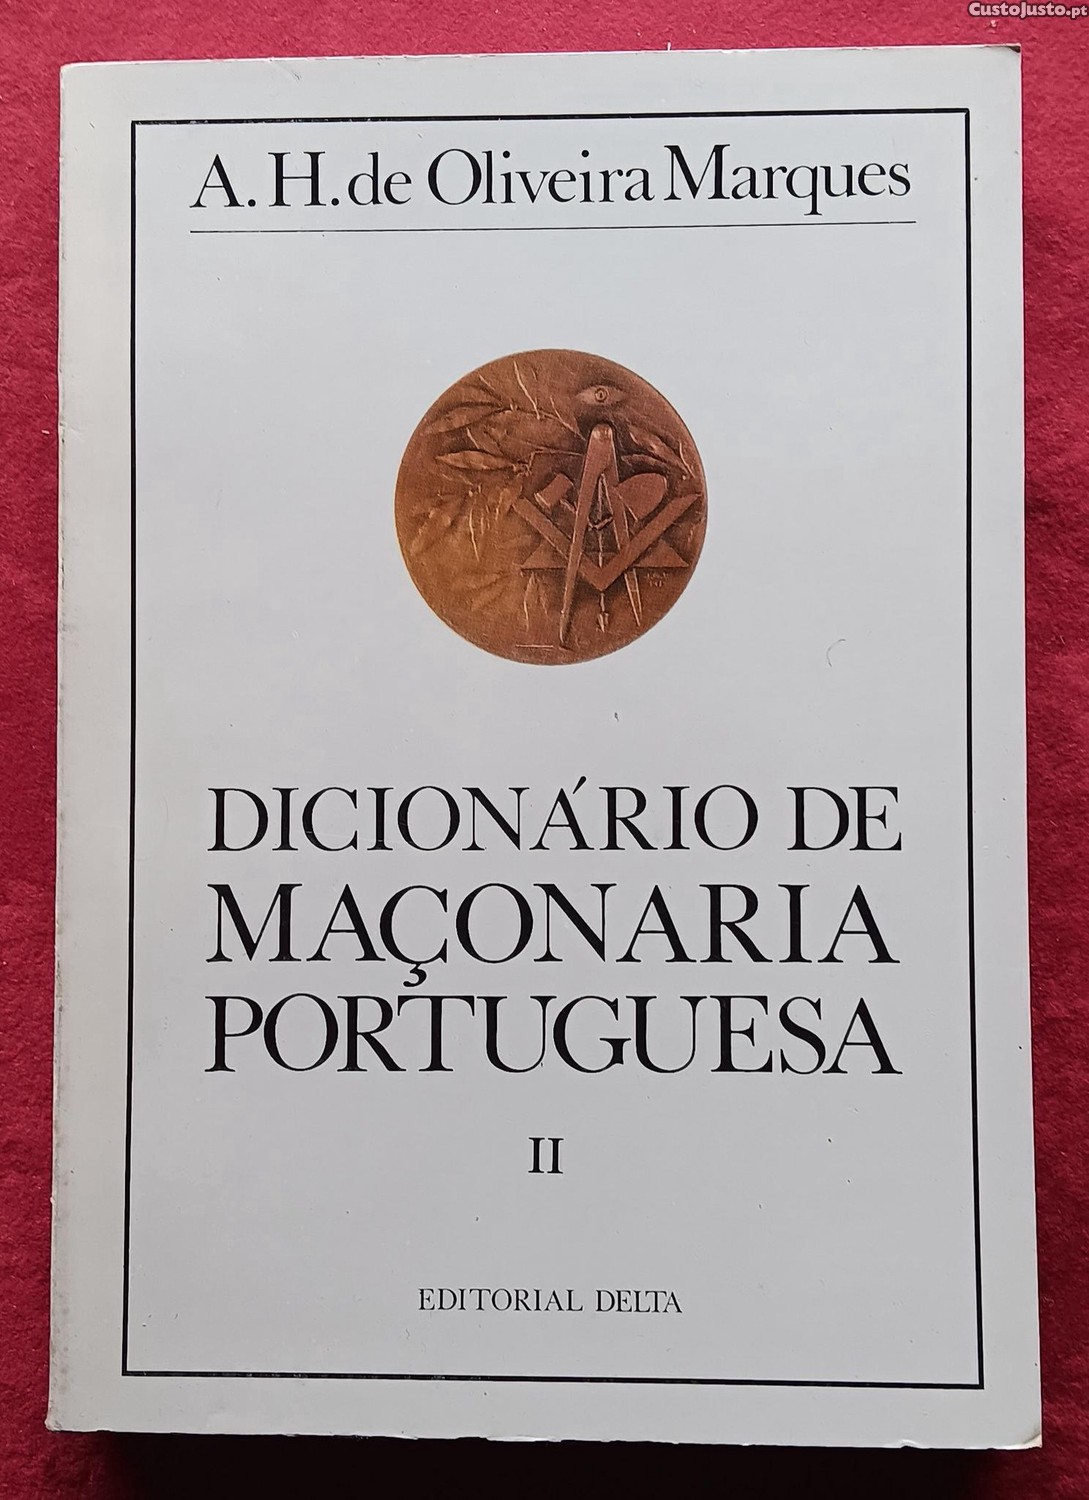 CustoJusto.pt
A. H. de Oliveira Marques
DICIONÁRIO DE
MAÇONARIA
PORTUGUESA
II
EDITORIAL DELTA